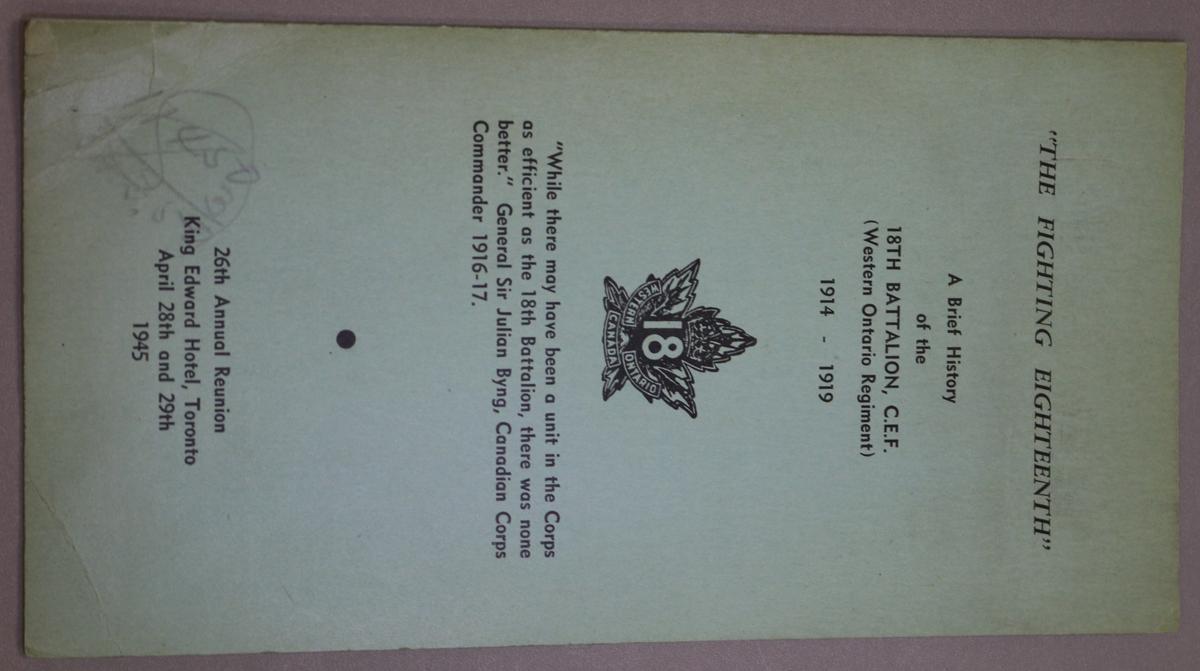 "THE FIGHTING EIGHTEENTH"
A Brief History
of the
18TH BATTALION, C.E.F.
(Western Ontario Regiment)
1914 - 1919
18
WESTERN ONTARIO
CANADA
"While there may have been a unit in the Corps
as efficient as the 18th Battalion, there was none
better." General Sir Julian Byng, Canadian Corps
Commander 1916-17.
26th Annual Reunion
King Edward Hotel, Toronto
April 28th and 29th
1945